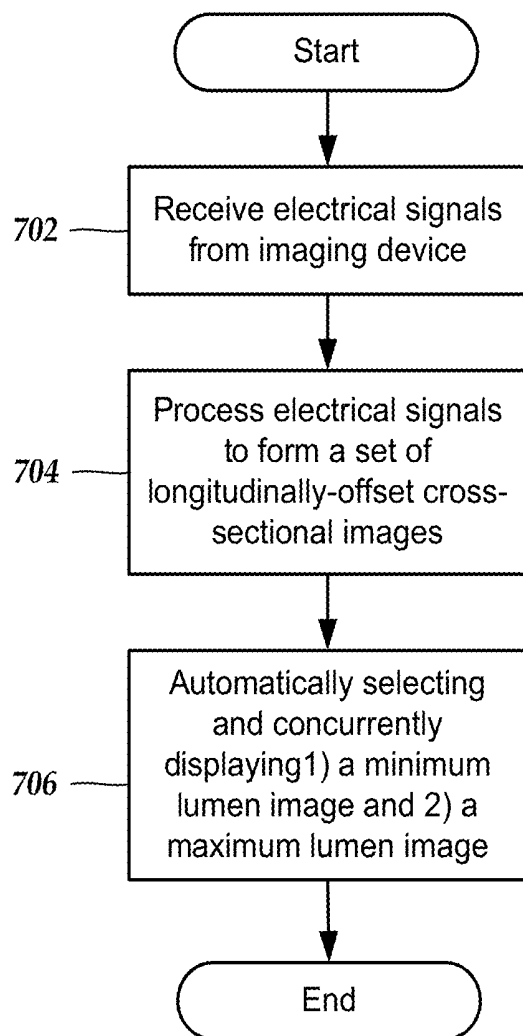 Start
702
Receive electrical signals
from imaging device
704
Process electrical signals
to form a set of
longitudinally-offset cross-
sectional images
706
Automatically selecting
and concurrently
displaying1) a minimum
lumen image and 2) a
maximum lumen image
End